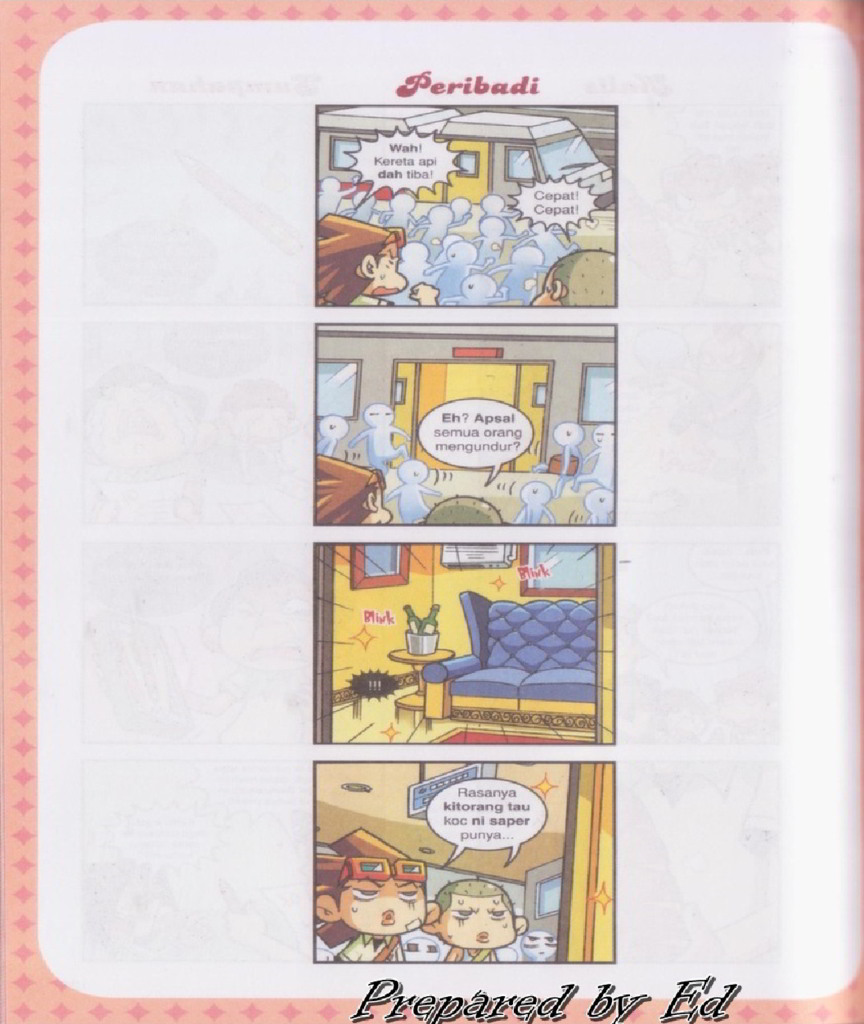 Peribadi
Wah!
Kereta api
dah tiba!
Cepat!
Cepat!
Eh? Apsal
semua orang
mengundur?
Blink
Blink
!!!
Rasanya
kitorang tau
koc ni saper
punya...
Prepared by Ed